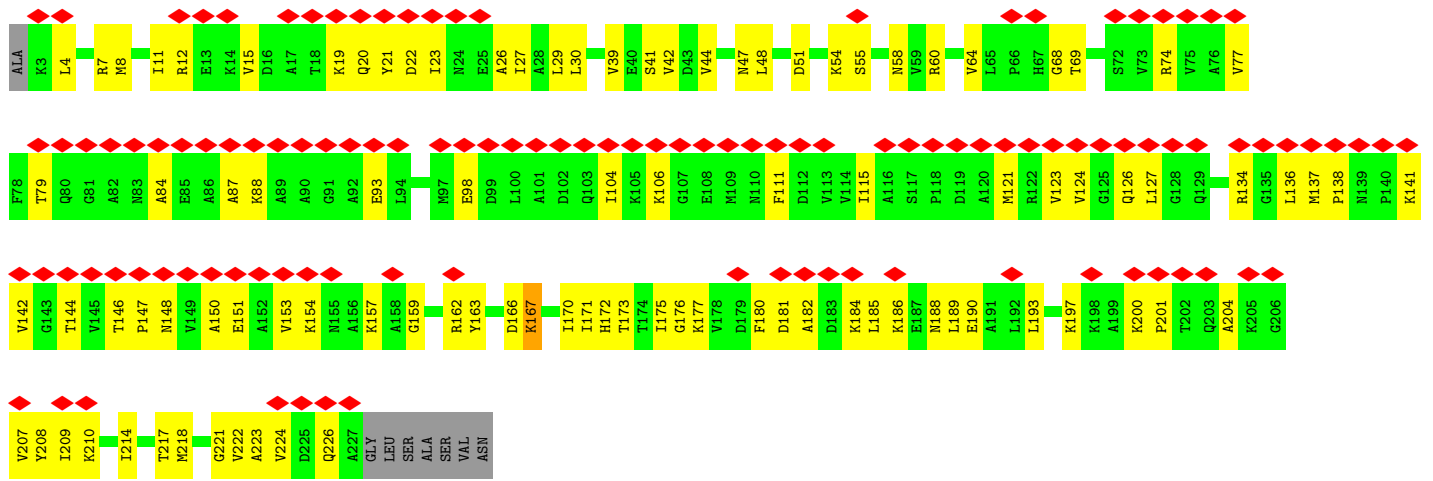 ALA K3 L4 R7 M8 I11 R12 E13 K14 V15 D16 A17 T18 K19 Q20 Y21 D22 I23 N24 E25 A26 I27 A28 L29 L30 V39 E40 S41 V42 D43 V44 N47 L48 D51 K54 S55 N58 V59 R60 V64 L65 P66 H67 G68 T69 S72 V73 R74 V75 A76 V77
F78 T79 Q80 G81 A82 N83 A84 E85 A86 A87 K88 A89 A90 G91 A92 E93 L94 M97 E98 D99 L100 A101 D102 Q103 I104 K105 K106 G107 E108 M109 N110 F111 D112 V113 V114 I115 A116 S117 P118 D119 A120 M121 R122 V123 V124 G125 Q126 L127 G128 Q129 R134 G135 L136 M137 P138 N139 P140 K141
V142 G143 T144 V145 T146 P147 N148 V149 A150 E151 A152 V153 K154 N155 A156 K157 A158 G159 R162 Y163 D166 K167 I170 I171 H172 T173 T174 I175 G176 K177 V178 D179 F180 D181 A182 D183 K184 L185 K186 E187 N188 L189 E190 A191 L192 L193 K197 K198 A199 K200 P201 T202 Q203 A204 K205 G206
V207 Y208 I209 K210 I214 T217 M218 G221 V222 A223 V224 D225 Q226 A227 GLY LEU SER ALA SER VAL ASN